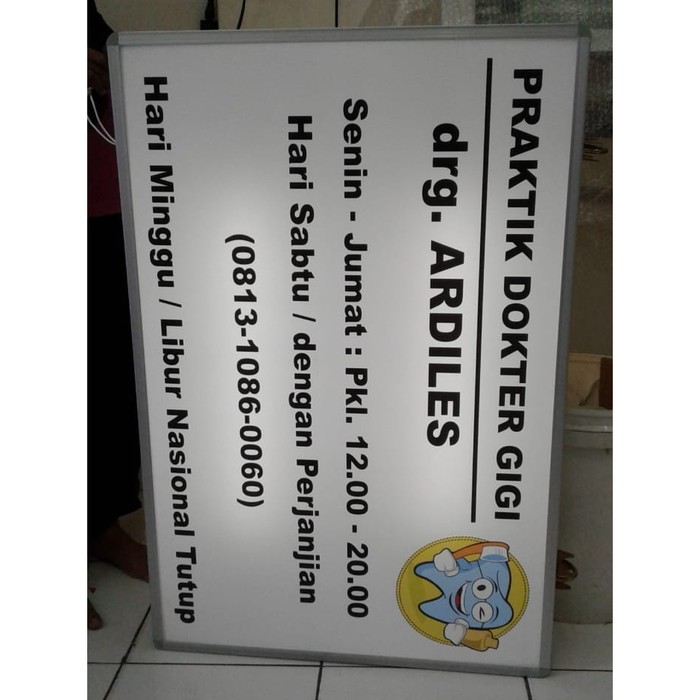 PRAKTIK DOKTER GIGI
drg. ARDILES
Senin - Jumat : Pkl. 12.00 - 20.00
Hari Sabtu / dengan Perjanjian
(0813-1086-0060)
Hari Minggu / Libur Nasional Tutup